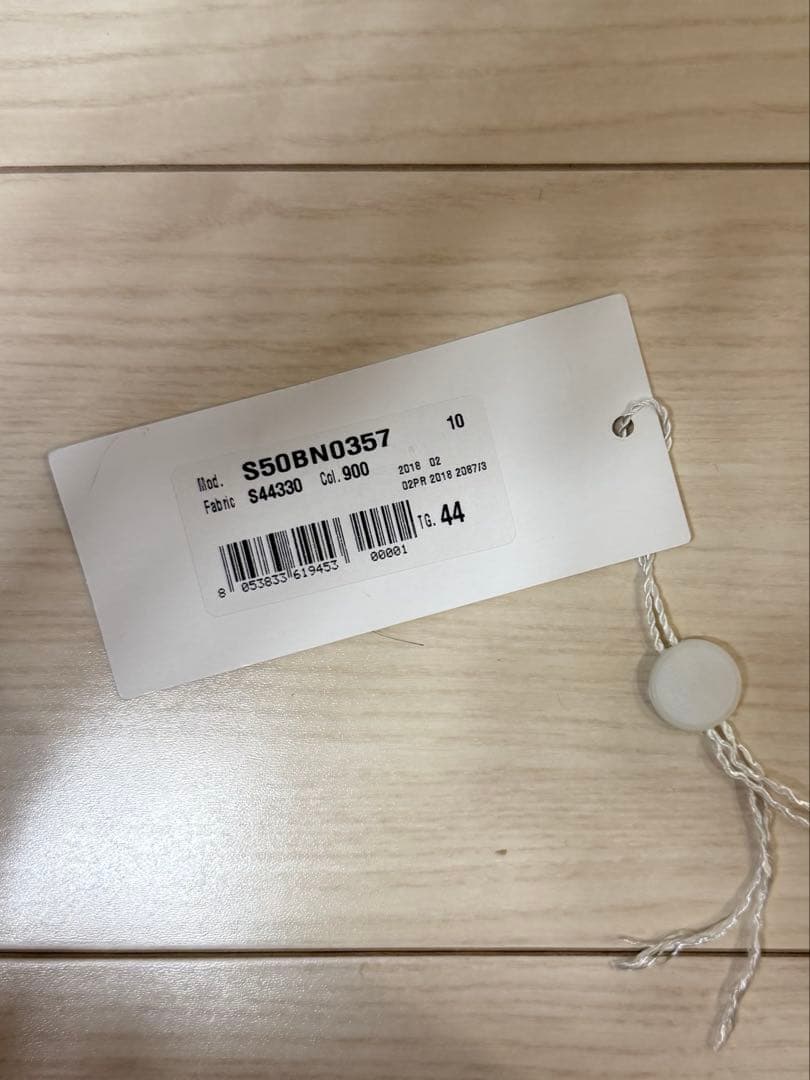 10
Mod. S50BN0357
Fabric S44330 Col. 900
2018 02
02PR 2018 2087/3
TG. 44
8 053833 619453 00001